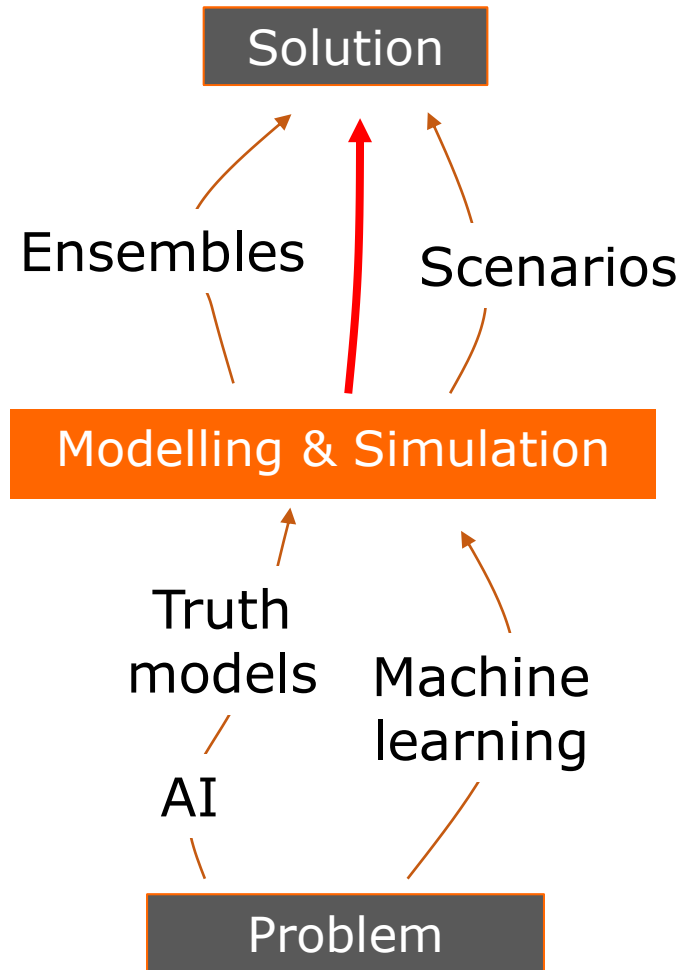 Solution
Ensembles
Scenarios
Modelling & Simulation
Truth
models
Machine
learning
AI
Problem